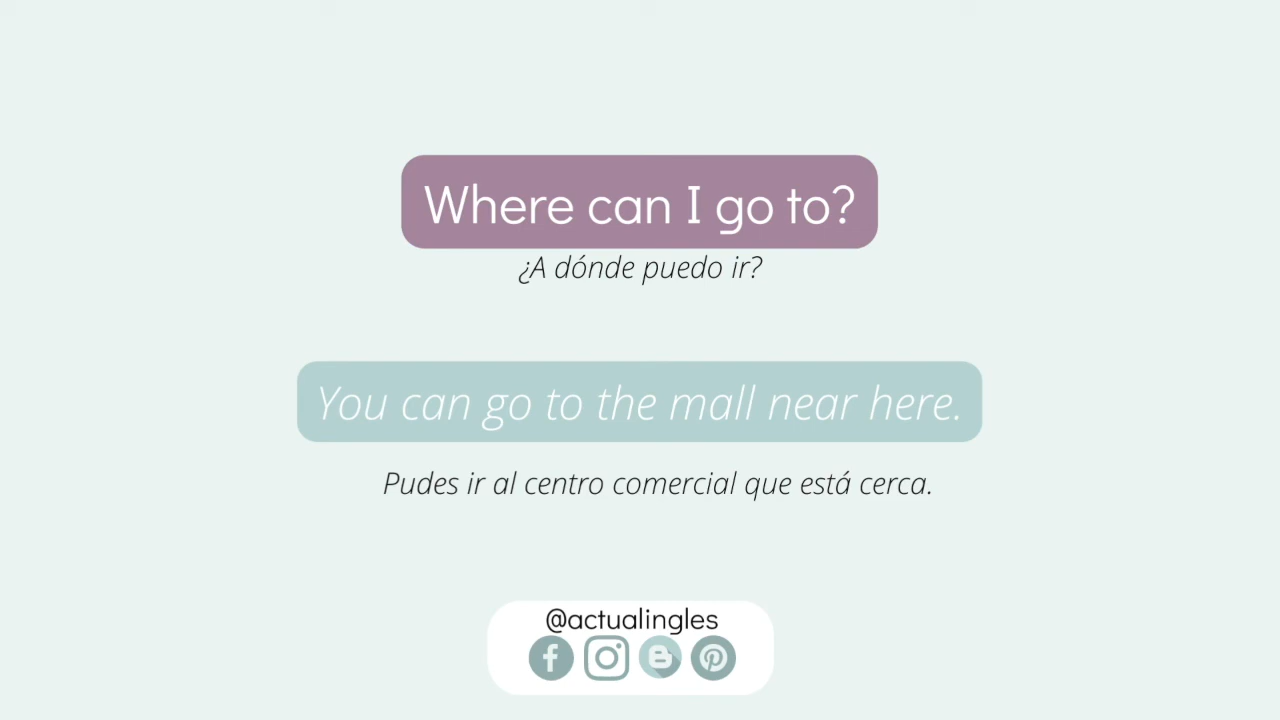 Where can I go to?
¿A dónde puedo ir?
You can go to the mall near here.
Pudes ir al centro comercial que está cerca.
@actualingles